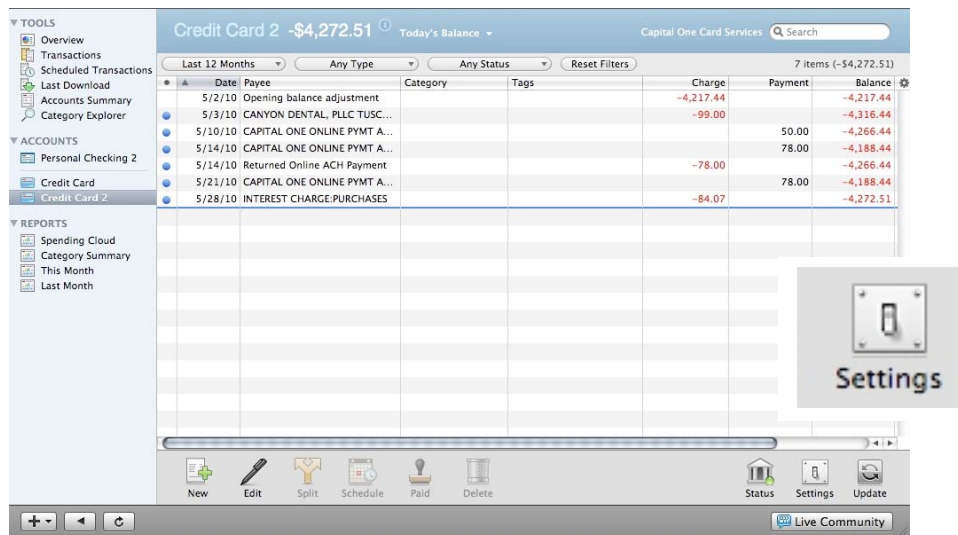 TOOLS
Overview
Transactions
Scheduled Transactions
Last Download
Accounts Summary
Category Explorer
ACCOUNTS
Personal Checking 2
Credit Card
Credit Card 2
REPORTS
Spending Cloud
Category Summary
This Month
Last Month
Credit Card 2 -$4,272.51 Today's Balance Capital One Card Services Search
Last 12 Months Any Type Any Status Reset Filters 7 items (-$4,272.51)
Date Payee Category Tags Charge Payment Balance
5/2/10 Opening balance adjustment -4,217.44 -4,217.44
5/3/10 CANYON DENTAL, PLLC TUSC... -99.00 -4,316.44
5/10/10 CAPITAL ONE ONLINE PYMT A... 50.00 -4,266.44
5/14/10 CAPITAL ONE ONLINE PYMT A... 78.00 -4,188.44
5/14/10 Returned Online ACH Payment -78.00 -4,266.44
5/21/10 CAPITAL ONE ONLINE PYMT A... 78.00 -4,188.44
5/28/10 INTEREST CHARGE:PURCHASES -84.07 -4,272.51
Settings
New Edit Split Schedule Paid Delete Status Settings Update
Live Community